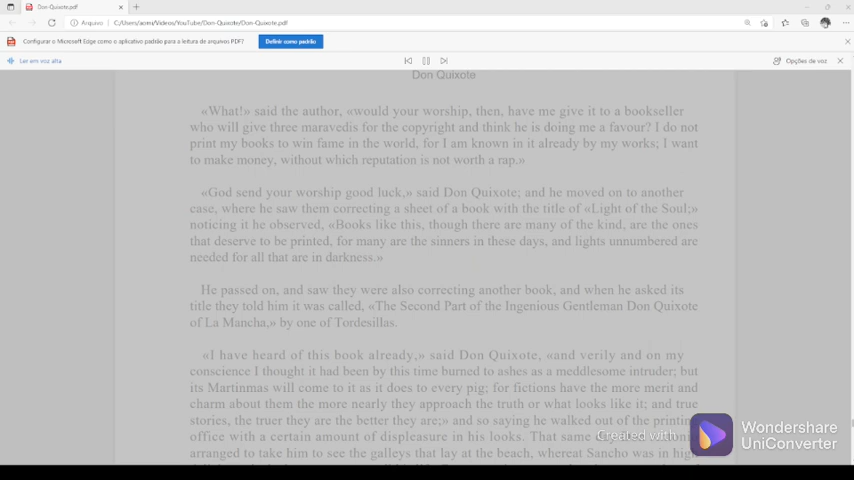 Don-Quixote.pdf
Arquivo C:/Users/acres/Videos/YouTube/Don-Quixote/Don-Quixote.pdf
Configurar o Microsoft Edge como o aplicativo padrão para a leitura de arquivos PDF? Definir como padrão
Ler em voz alta
Opções de voz
Don Quixote
«What!» said the author, «would your worship, then, have me give it to a bookseller
who will give three maravedis for the copyright and think he is doing me a favour? I do not
print my books to win fame in the world, for I am known in it already by my works; I want
to make money, without which reputation is not worth a rap.»
«God send your worship good luck,» said Don Quixote; and he moved on to another
case, where he saw them correcting a sheet of a book with the title of «Light of the Soul;»
noticing it he observed, «Books like this, though there are many of the kind, are the ones
that deserve to be printed, for many are the sinners in these days, and lights unnumbered are
needed for all that are in darkness.»
He passed on, and saw they were also correcting another book, and when he asked its
title they told him it was called, «The Second Part of the Ingenious Gentleman Don Quixote
of La Mancha,» by one of Tordesillas.
«I have heard of this book already,» said Don Quixote, «and verily and on my
conscience I thought it had been by this time burned to ashes as a meddlesome intruder; but
its Martinmas will come to it as it does to every pig; for fictions have the more merit and
charm about them the more nearly they approach the truth or what looks like it; and true
stories, the truer they are the better they are;» and so saying he walked out of the printing
office with a certain amount of displeasure in his looks. That same
arranged to take him to see the galleys that lay at the beach, whereat Sancho was in high
Created with
Wondershare
UniConverter